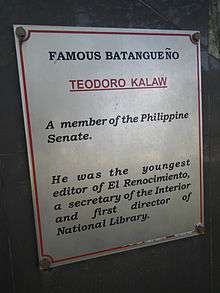 FAMOUS BATANGUEÑO
TEODORO KALAW
A member of the Philippine
Senate.
He was the youngest
editor of El Renocimiento,
a secretary of the Interior
and first director of
National Library.